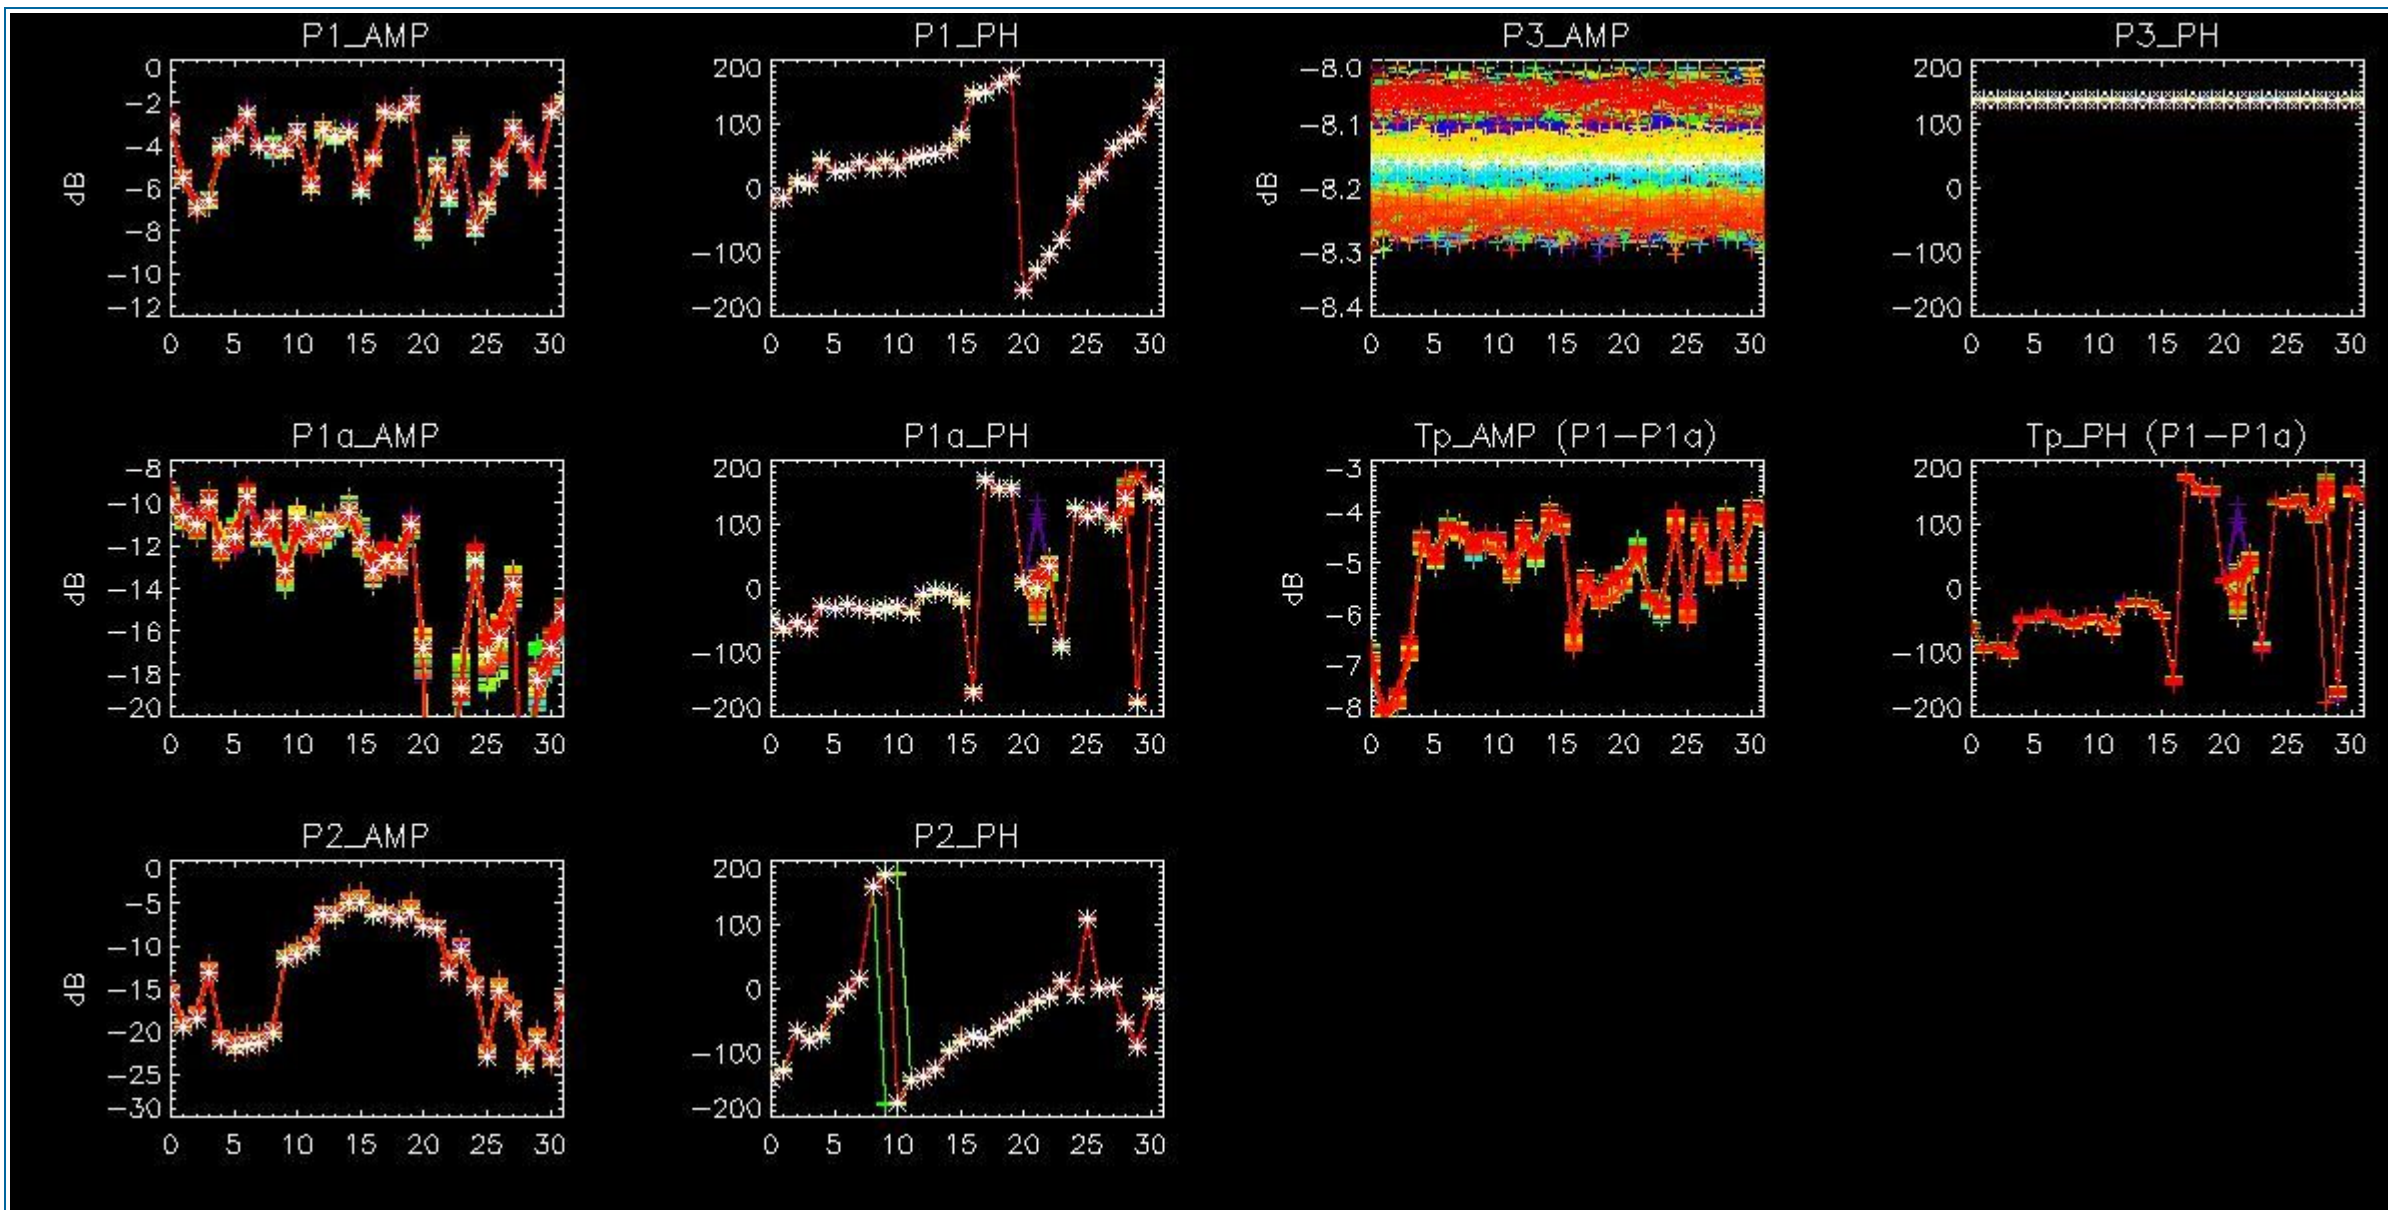 P1_AMP
P1_PH
P3_AMP
P3_PH
0
−2
−4
−6
−8
−10
−12
dB
0 5 10 15 20 25 30
200
100
0
−100
−200
0 5 10 15 20 25 30
−8.0
−8.1
−8.2
−8.3
−8.4
dB
0 5 10 15 20 25 30
200
100
0
−100
−200
0 5 10 15 20 25 30
P1a_AMP
P1a_PH
Tp_AMP (P1−P1a)
Tp_PH (P1−P1a)
−8
−10
−12
−14
−16
−18
−20
dB
0 5 10 15 20 25 30
200
100
0
−100
−200
0 5 10 15 20 25 30
−3
−4
−5
−6
−7
−8
dB
0 5 10 15 20 25 30
200
100
0
−100
−200
0 5 10 15 20 25 30
P2_AMP
P2_PH
0
−5
−10
−15
−20
−25
−30
dB
0 5 10 15 20 25 30
200
100
0
−100
−200
0 5 10 15 20 25 30